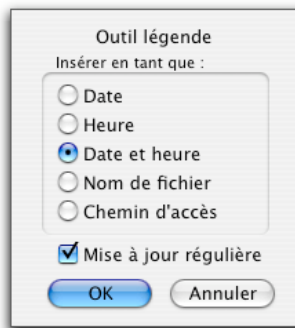 Outil légende
Insérer en tant que :
Date
Heure
Date et heure
Nom de fichier
Chemin d'accès
Mise à jour régulière
OK Annuler